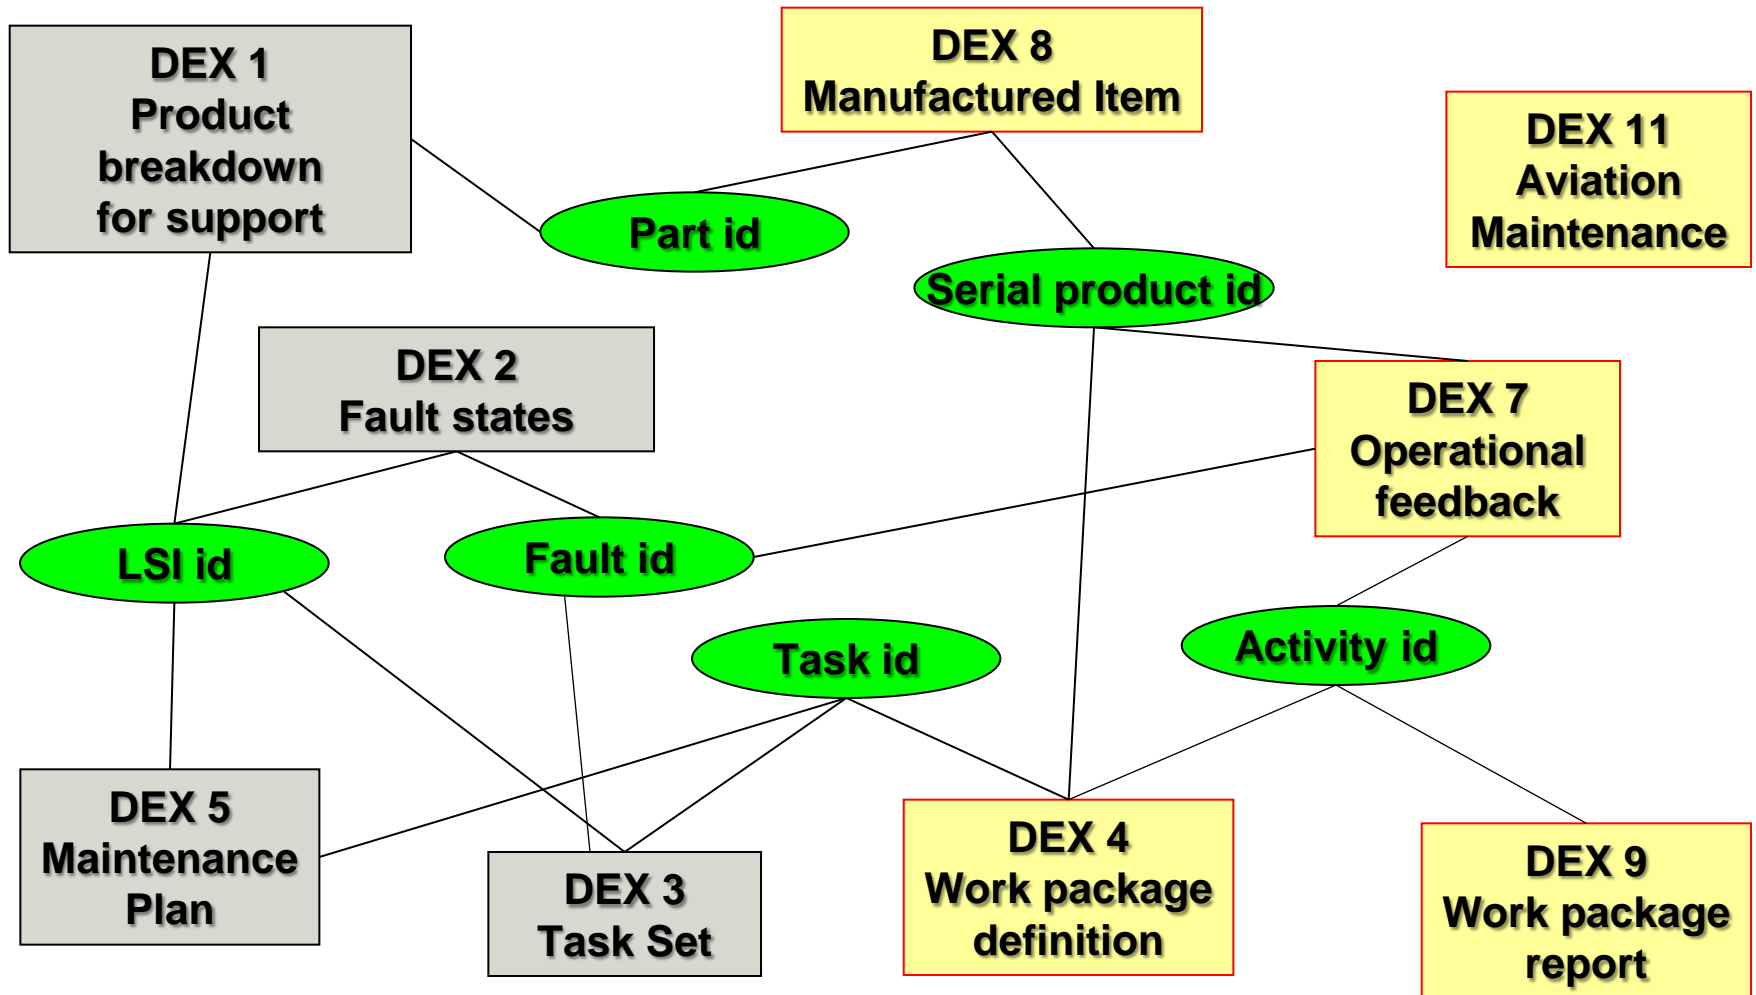 DEX 1
Product
breakdown
for support
DEX 8
Manufactured Item
DEX 11
Aviation
Maintenance
Part id
Serial product id
DEX 2
Fault states
DEX 7
Operational
feedback
LSI id
Fault id
Task id
Activity id
DEX 5
Maintenance
Plan
DEX 3
Task Set
DEX 4
Work package
definition
DEX 9
Work package
report